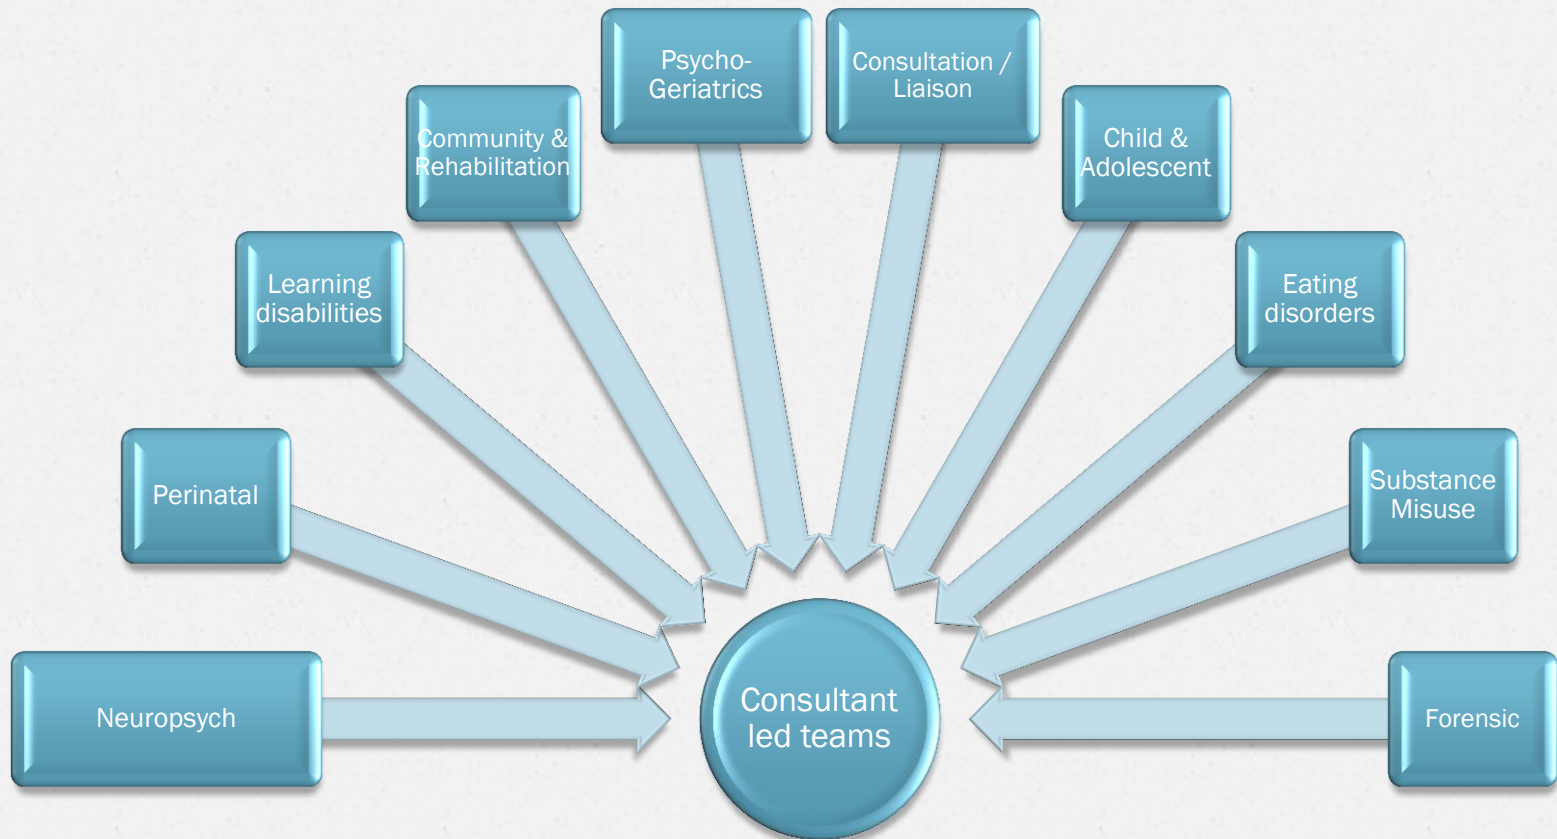 Psycho-
Geriatrics
Consultation /
Liaison
Community &
Rehabilitation
Child &
Adolescent
Learning
disabilities
Eating
disorders
Perinatal
Substance
Misuse
Neuropsych
Consultant
led teams
Forensic